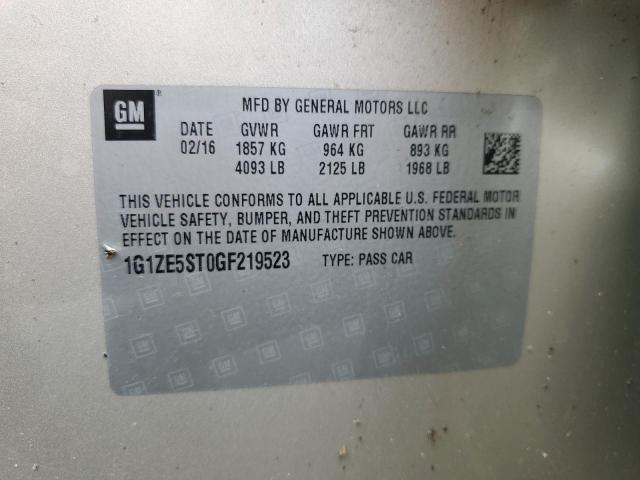 GM®
MFD BY GENERAL MOTORS LLC
DATE GVWR GAWR FRT GAWR RR
02/16 1857 KG 964 KG 893 KG
4093 LB 2125 LB 1968 LB
THIS VEHICLE CONFORMS TO ALL APPLICABLE U.S. FEDERAL MOTOR
VEHICLE SAFETY, BUMPER, AND THEFT PREVENTION STANDARDS IN
EFFECT ON THE DATE OF MANUFACTURE SHOWN ABOVE.
1G1ZE5ST0GF219523 TYPE: PASS CAR